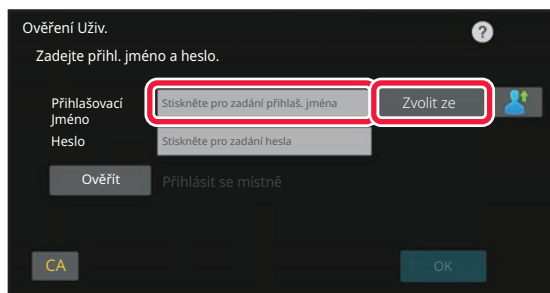 Ověření Uživ.
?
Zadejte přihl. jméno a heslo.
Přihlašovací Jméno
Stiskněte pro zadání přihlaš. jména
Zvolit ze
Heslo
Stiskněte pro zadání hesla
Ověřít
Přihlásit se místně
CA
OK